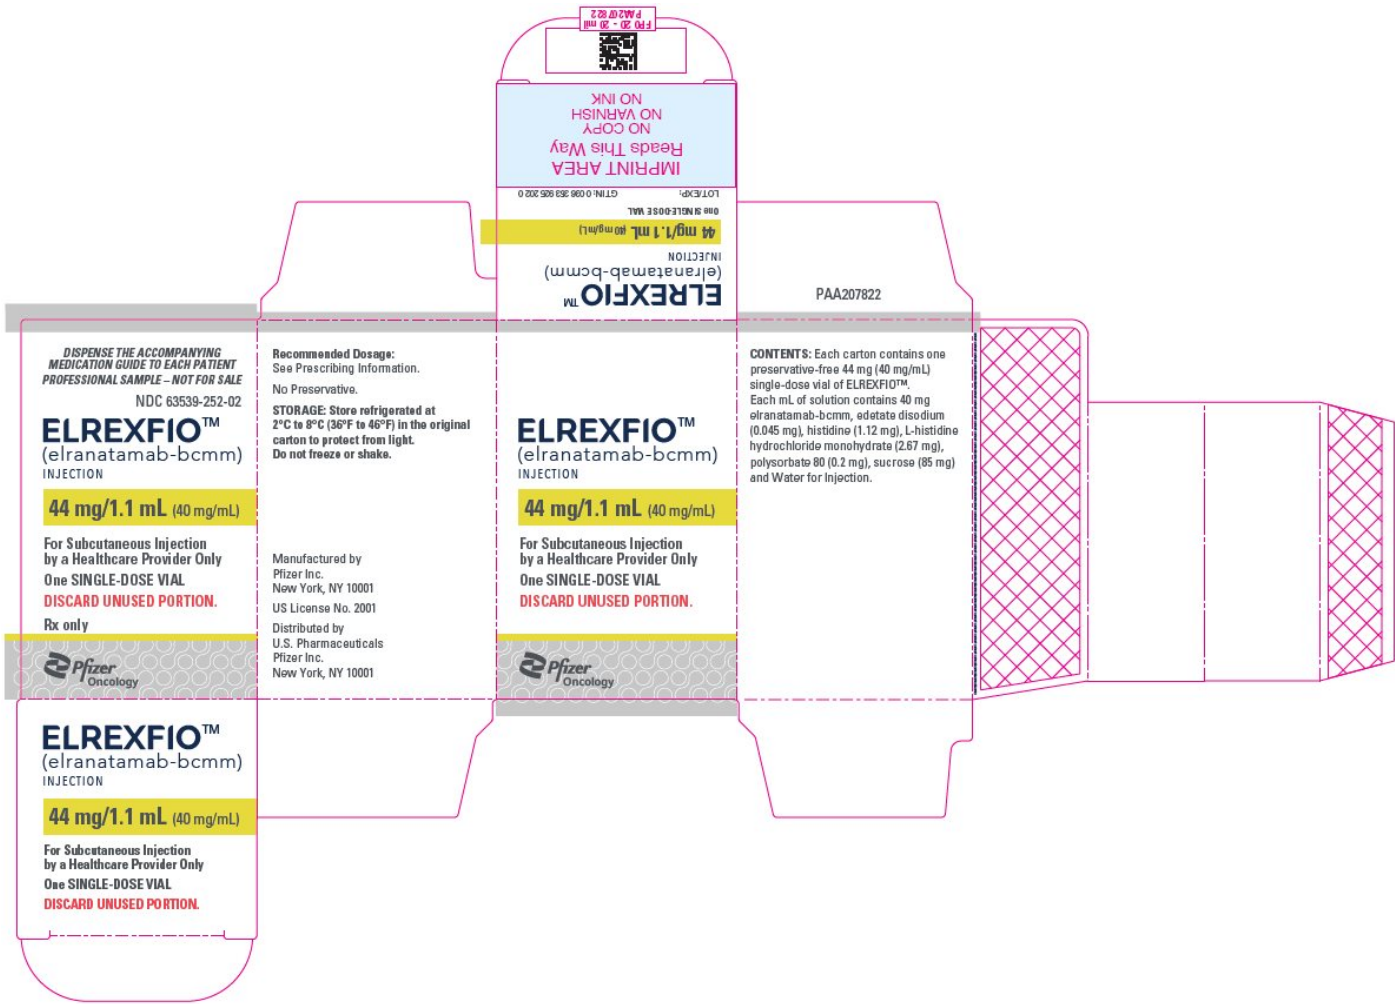 FPO 20 - 20 mil
PAA207822
IMPRINT AREA
Reads This Way
NO COPY
NO VARNISH
NO INK
LOT/EXP:
One SINGLE-DOSE VIAL
44 mg/1.1 mL (40 mg/mL)
INJECTION
(elranatamab-bcmm)
ELREXFIO™
PAA207822
DISPENSE THE ACCOMPANYING
MEDICATION GUIDE TO EACH PATIENT
PROFESSIONAL SAMPLE – NOT FOR SALE
NDC 63539-252-02
ELREXFIO™
(elranatamab-bcmm)
INJECTION
44 mg/1.1 mL (40 mg/mL)
For Subcutaneous Injection
by a Healthcare Provider Only
One SINGLE-DOSE VIAL
DISCARD UNUSED PORTION.
Rx only
Pfizer
Oncology
Recommended Dosage:
See Prescribing Information.
No Preservative.
STORAGE: Store refrigerated at
2°C to 8°C (36°F to 46°F) in the original
carton to protect from light.
Do not freeze or shake.
Manufactured by
Pfizer Inc.
New York, NY 10001
US License No. 2001
Distributed by
U.S. Pharmaceuticals
Pfizer Inc.
New York, NY 10001
ELREXFIO™
(elranatamab-bcmm)
INJECTION
44 mg/1.1 mL (40 mg/mL)
For Subcutaneous Injection
by a Healthcare Provider Only
One SINGLE-DOSE VIAL
DISCARD UNUSED PORTION.
Pfizer
Oncology
CONTENTS: Each carton contains one
preservative-free 44 mg (40 mg/mL)
single-dose vial of ELREXFIO™.
Each mL of solution contains 40 mg
elranatamab-bcmm, edetate disodium
(0.045 mg), histidine (1.12 mg), L-histidine
hydrochloride monohydrate (2.67 mg),
polysorbate 80 (0.2 mg), sucrose (85 mg)
and Water for Injection.
ELREXFIO™
(elranatamab-bcmm)
INJECTION
44 mg/1.1 mL (40 mg/mL)
For Subcutaneous Injection
by a Healthcare Provider Only
One SINGLE-DOSE VIAL
DISCARD UNUSED PORTION.